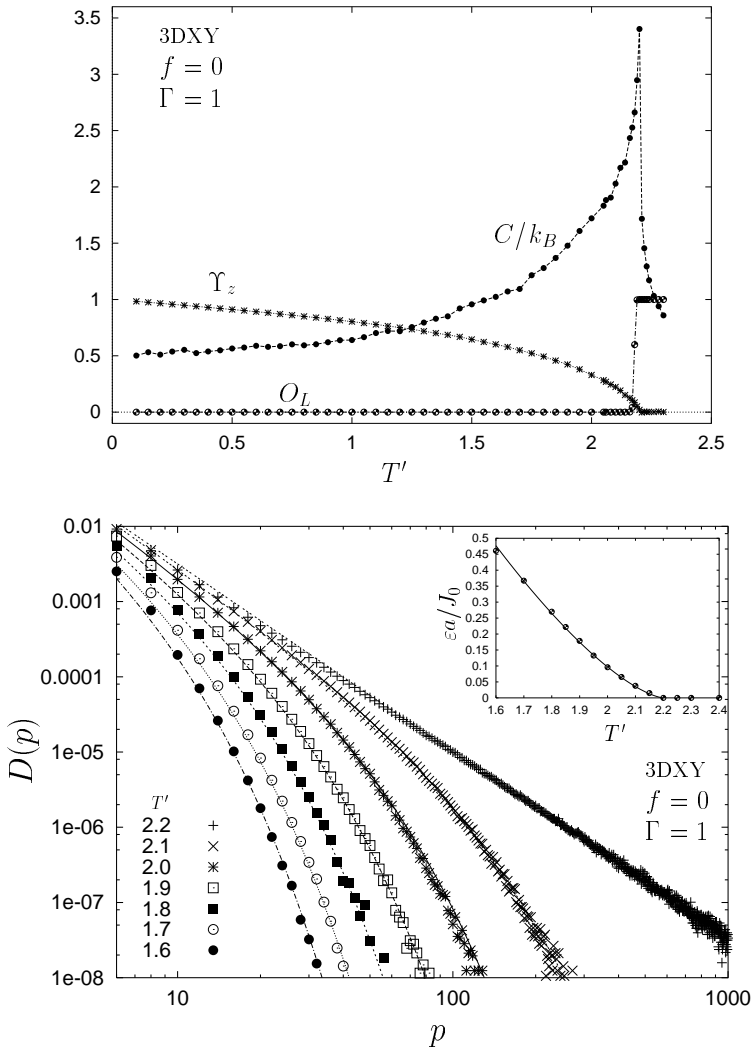 3DXY
f = 0
Γ = 1
3.5
3
2.5
2
1.5
1
0.5
0
C/k_B
Υ_z
O_L
0 0.5 1 1.5 2 2.5
T′
0.01
0.001
0.0001
1e-05
1e-06
1e-07
1e-08
D(p)
0.5
0.45
0.4
0.35
0.3
0.25
0.2
0.15
0.1
0.05
0
εa/J_0
1.6 1.7 1.8 1.9 2.0 2.1 2.2 2.3 2.4
T′
3DXY
f = 0
Γ = 1
T′
2.2
2.1
2.0
1.9
1.8
1.7
1.6
10 100 1000
p